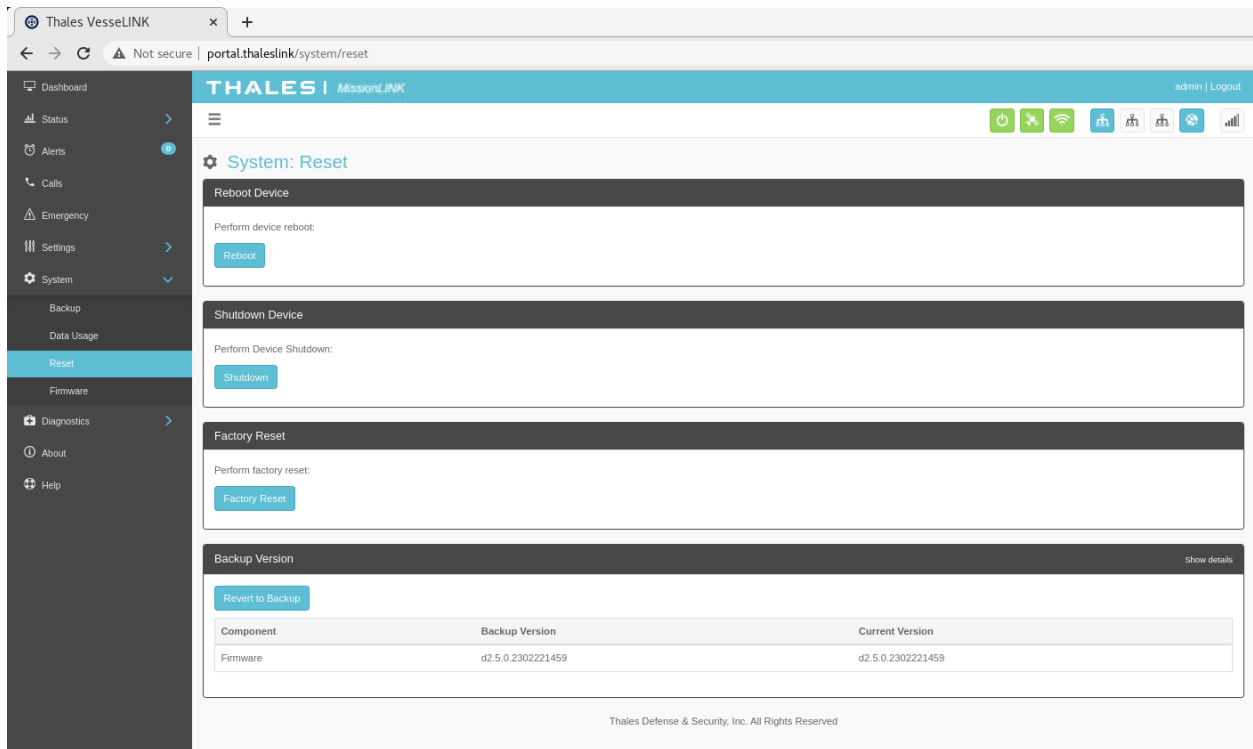 Thales VesseLINK
Not secure | portal.thaleslink/system/reset
Dashboard
Status
Alerts 0
Calls
Emergency
Settings
System
Backup
Data Usage
Reset
Firmware
Diagnostics
About
Help
THALES | MissionLINK
admin | Logout
System: Reset
Reboot Device
Perform device reboot:
Reboot
Shutdown Device
Perform Device Shutdown:
Shutdown
Factory Reset
Perform factory reset:
Factory Reset
Backup Version Show details
Revert to Backup
Component Backup Version Current Version
Firmware d2.5.0.2302221459 d2.5.0.2302221459
Thales Defense & Security, Inc. All Rights Reserved